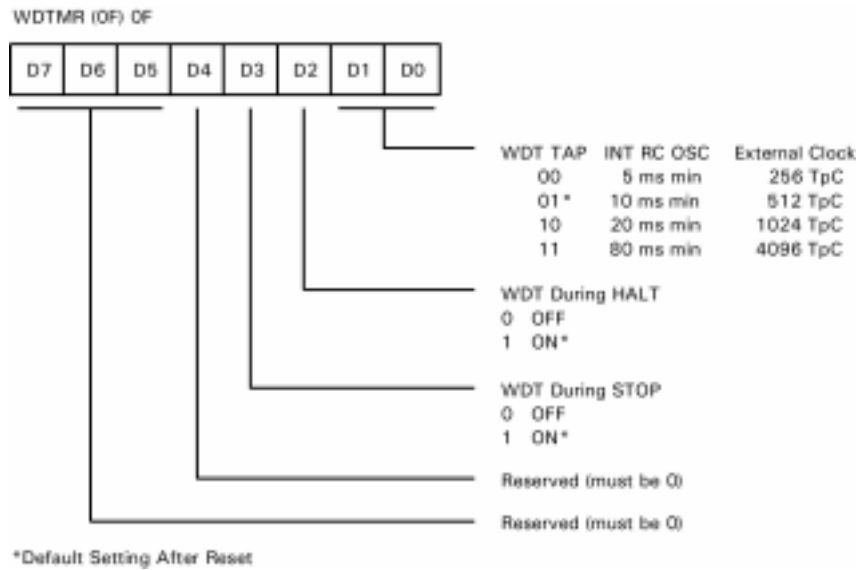 WDTMR (0F) 0F
D7 D6 D5 D4 D3 D2 D1 D0
WDT TAP INT RC OSC External Clock
00 5 ms min 256 TpC
01* 10 ms min 512 TpC
10 20 ms min 1024 TpC
11 80 ms min 4096 TpC
WDT During HALT
0 OFF
1 ON*
WDT During STOP
0 OFF
1 ON*
Reserved (must be 0)
Reserved (must be 0)
*Default Setting After Reset